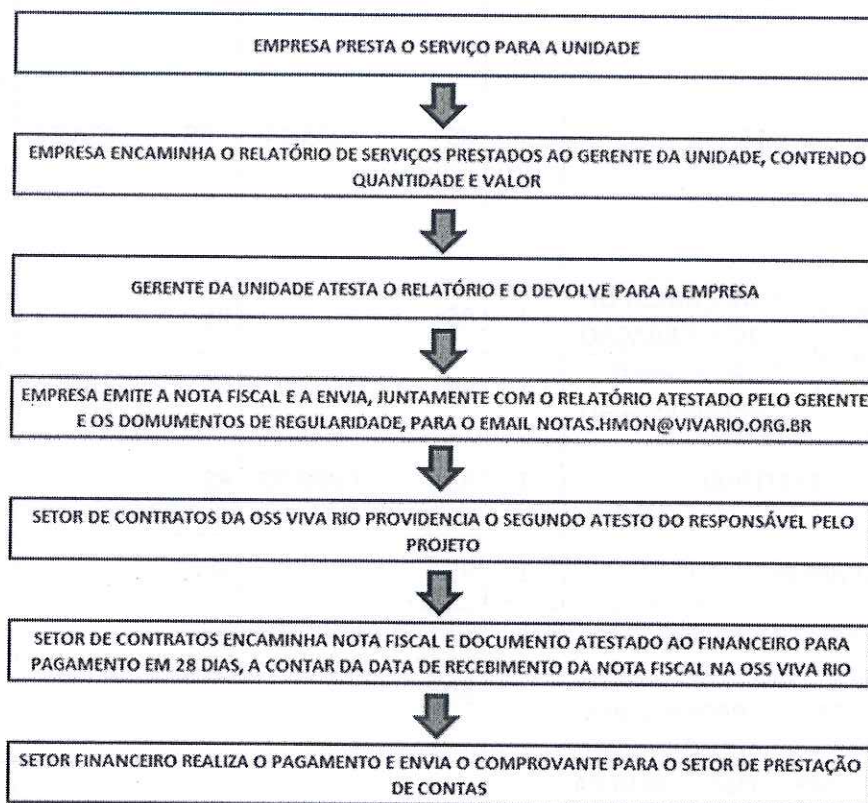 EMPRESA PRESTA O SERVIÇO PARA A UNIDADE
EMPRESA ENCAMINHA O RELATÓRIO DE SERVIÇOS PRESTADOS AO GERENTE DA UNIDADE, CONTENDO
QUANTIDADE E VALOR
GERENTE DA UNIDADE ATESTA O RELATÓRIO E O DEVOLVE PARA A EMPRESA
EMPRESA EMITE A NOTA FISCAL E A ENVIA, JUNTAMENTE COM O RELATÓRIO ATESTADO PELO GERENTE
E OS DOMUMENTOS DE REGULARIDADE, PARA O EMAIL NOTAS.HMON@VIVARIO.ORG.BR
SETOR DE CONTRATOS DA OSS VIVA RIO PROVIDENCIA O SEGUNDO ATESTO DO RESPONSÁVEL PELO
PROJETO
SETOR DE CONTRATOS ENCAMINHA NOTA FISCAL E DOCUMENTO ATESTADO AO FINANCEIRO PARA
PAGAMENTO EM 28 DIAS, A CONTAR DA DATA DE RECEBIMENTO DA NOTA FISCAL NA OSS VIVA RIO
SETOR FINANCEIRO REALIZA O PAGAMENTO E ENVIA O COMPROVANTE PARA O SETOR DE PRESTAÇÃO
DE CONTAS